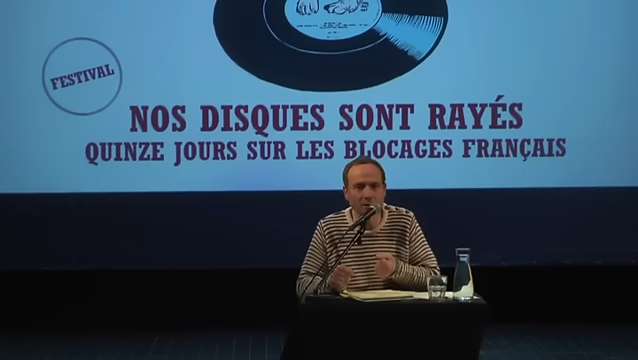 FESTIVAL
NOS DISQUES SONT RAYÉS
QUINZE JOURS SUR LES BLOCAGES FRANÇAIS